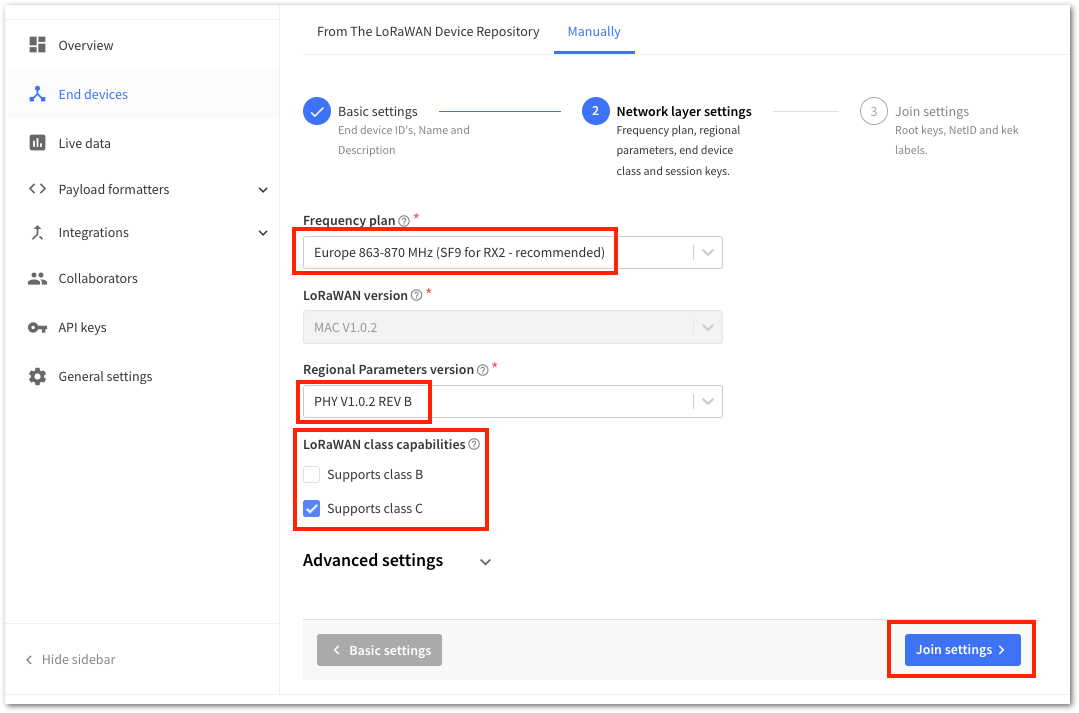 From The LoRaWAN Device Repository
Manually
Overview
End devices
Live data
Payload formatters
Integrations
Collaborators
API keys
General settings
Hide sidebar
Basic settings
End device ID's, Name and
Description
2
Network layer settings
Frequency plan, regional
parameters, end device
class and session keys.
3
Join settings
Root keys, NetID and kek
labels.
Frequency plan *
Europe 863-870 MHz (SF9 for RX2 - recommended)
LoRaWAN version *
MAC V1.0.2
Regional Parameters version *
PHY V1.0.2 REV B
LoRaWAN class capabilities
Supports class B
Supports class C
Advanced settings
Basic settings
Join settings